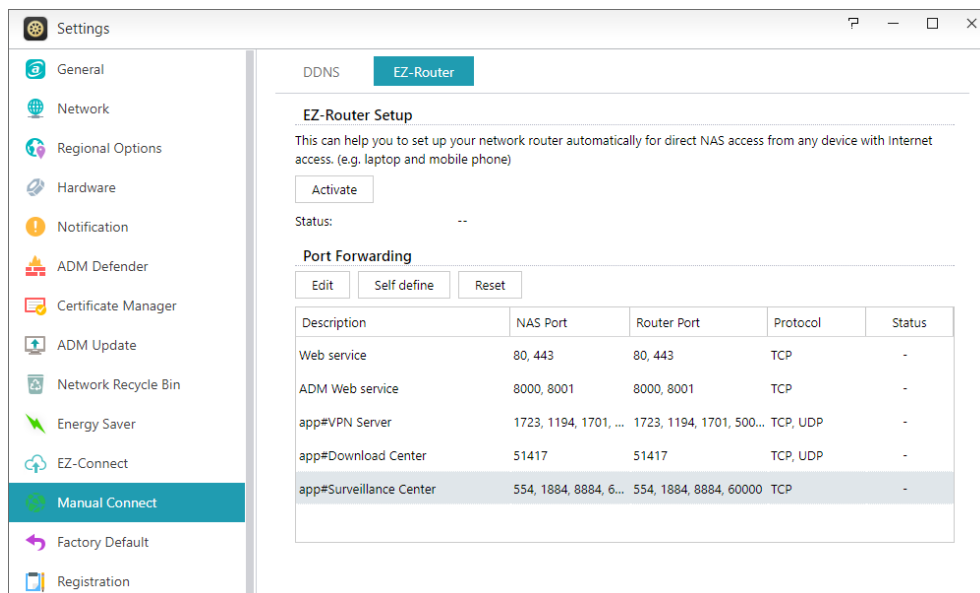 Settings
General
Network
Regional Options
Hardware
Notification
ADM Defender
Certificate Manager
ADM Update
Network Recycle Bin
Energy Saver
EZ-Connect
Manual Connect
Factory Default
Registration
DDNS EZ-Router
EZ-Router Setup
This can help you to set up your network router automatically for direct NAS access from any device with Internet
access. (e.g. laptop and mobile phone)
Activate
Status: --
Port Forwarding
Edit Self define Reset
Description NAS Port Router Port Protocol Status
Web service 80, 443 80, 443 TCP -
ADM Web service 8000, 8001 8000, 8001 TCP -
app#VPN Server 1723, 1194, 1701, ... 1723, 1194, 1701, 500... TCP, UDP -
app#Download Center 51417 51417 TCP, UDP -
app#Surveillance Center 554, 1884, 8884, 6... 554, 1884, 8884, 60000 TCP -